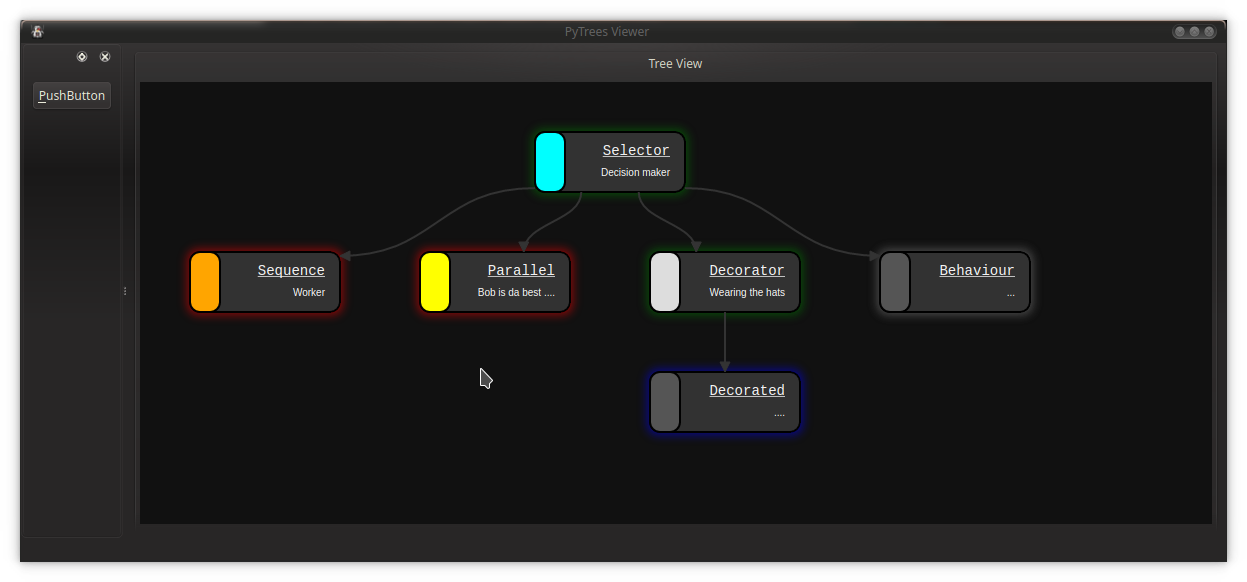 PyTrees Viewer
Tree View
PushButton
Selector
Decision maker
Sequence
Worker
Parallel
Bob is da best ....
Decorator
Wearing the hats
Behaviour
...
Decorated
....